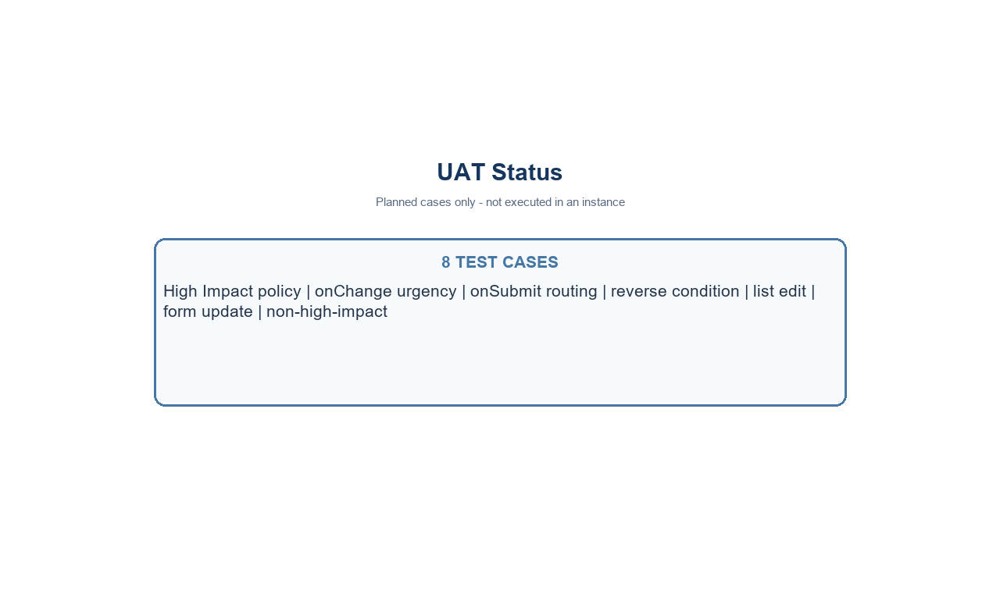 UAT Status
Planned cases only - not executed in an instance
8 TEST CASES
High Impact policy | onChange urgency | onSubmit routing | reverse condition | list edit |
form update | non-high-impact